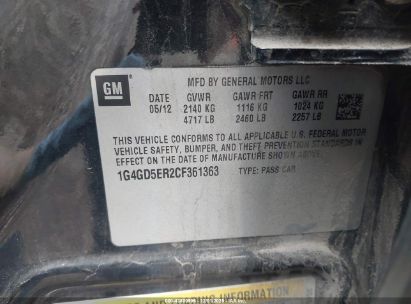 MFD BY GENERAL MOTORS LLC
GM
DATE GVWR GAWR FRT GAWR RR
05/12 2140 KG 1116 KG 1024 KG
4717 LB 2460 LB 2257 LB
THIS VEHICLE CONFORMS TO ALL APPLICABLE U.S. FEDERAL MOTOR
VEHICLE SAFETY, BUMPER, AND THEFT PREVENTION STANDARDS IN
EFFECT ON THE DATE OF MANUFACTURE SHOWN ABOVE.
1G4GD5ER2CF361363 TYPE: PASS CAR
INFORMATION